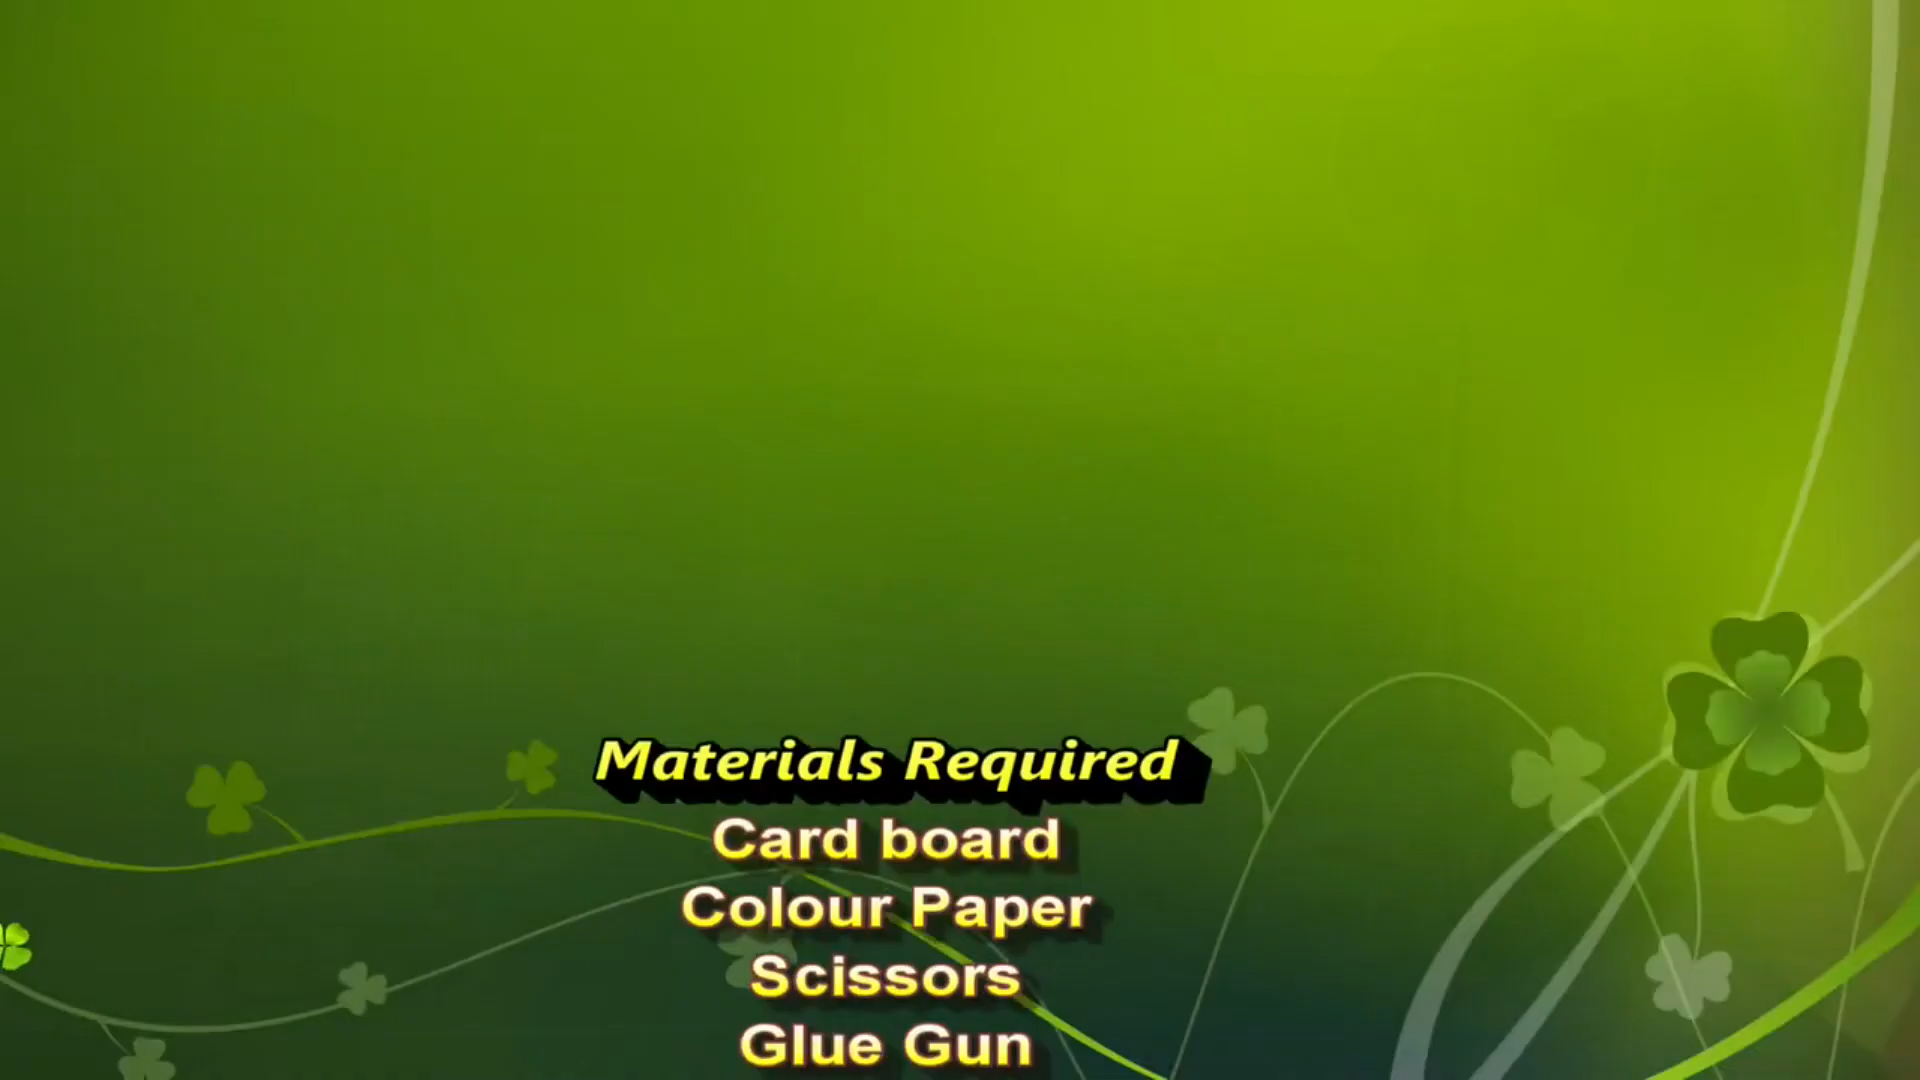 Materials Required
Card board
Colour Paper
Scissors
Glue Gun